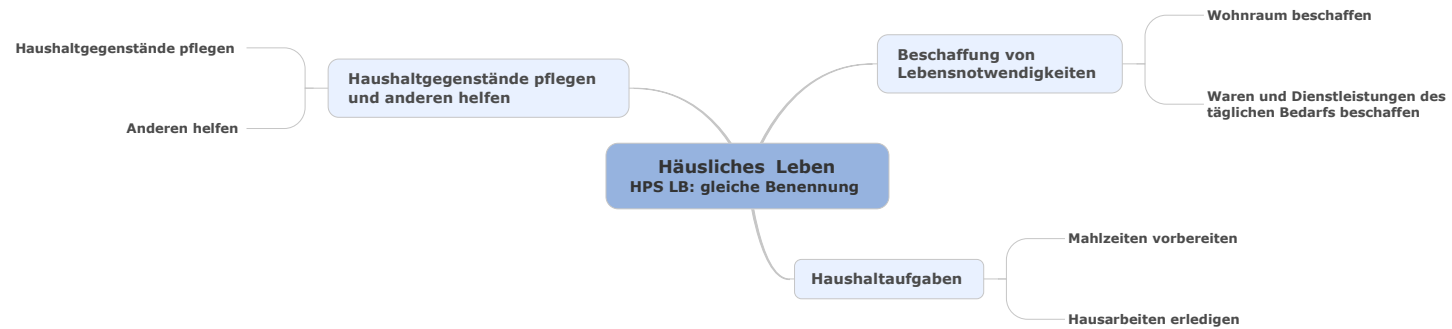 Häusliches Leben
HPS LB: gleiche Benennung
Beschaffung von
Lebensnotwendigkeiten
Wohnraum beschaffen
Waren und Dienstleistungen des
täglichen Bedarfs beschaffen
Haushaltaufgaben
Mahlzeiten vorbereiten
Hausarbeiten erledigen
Haushaltgegenstände pflegen
und anderen helfen
Haushaltgegenstände pflegen
Anderen helfen